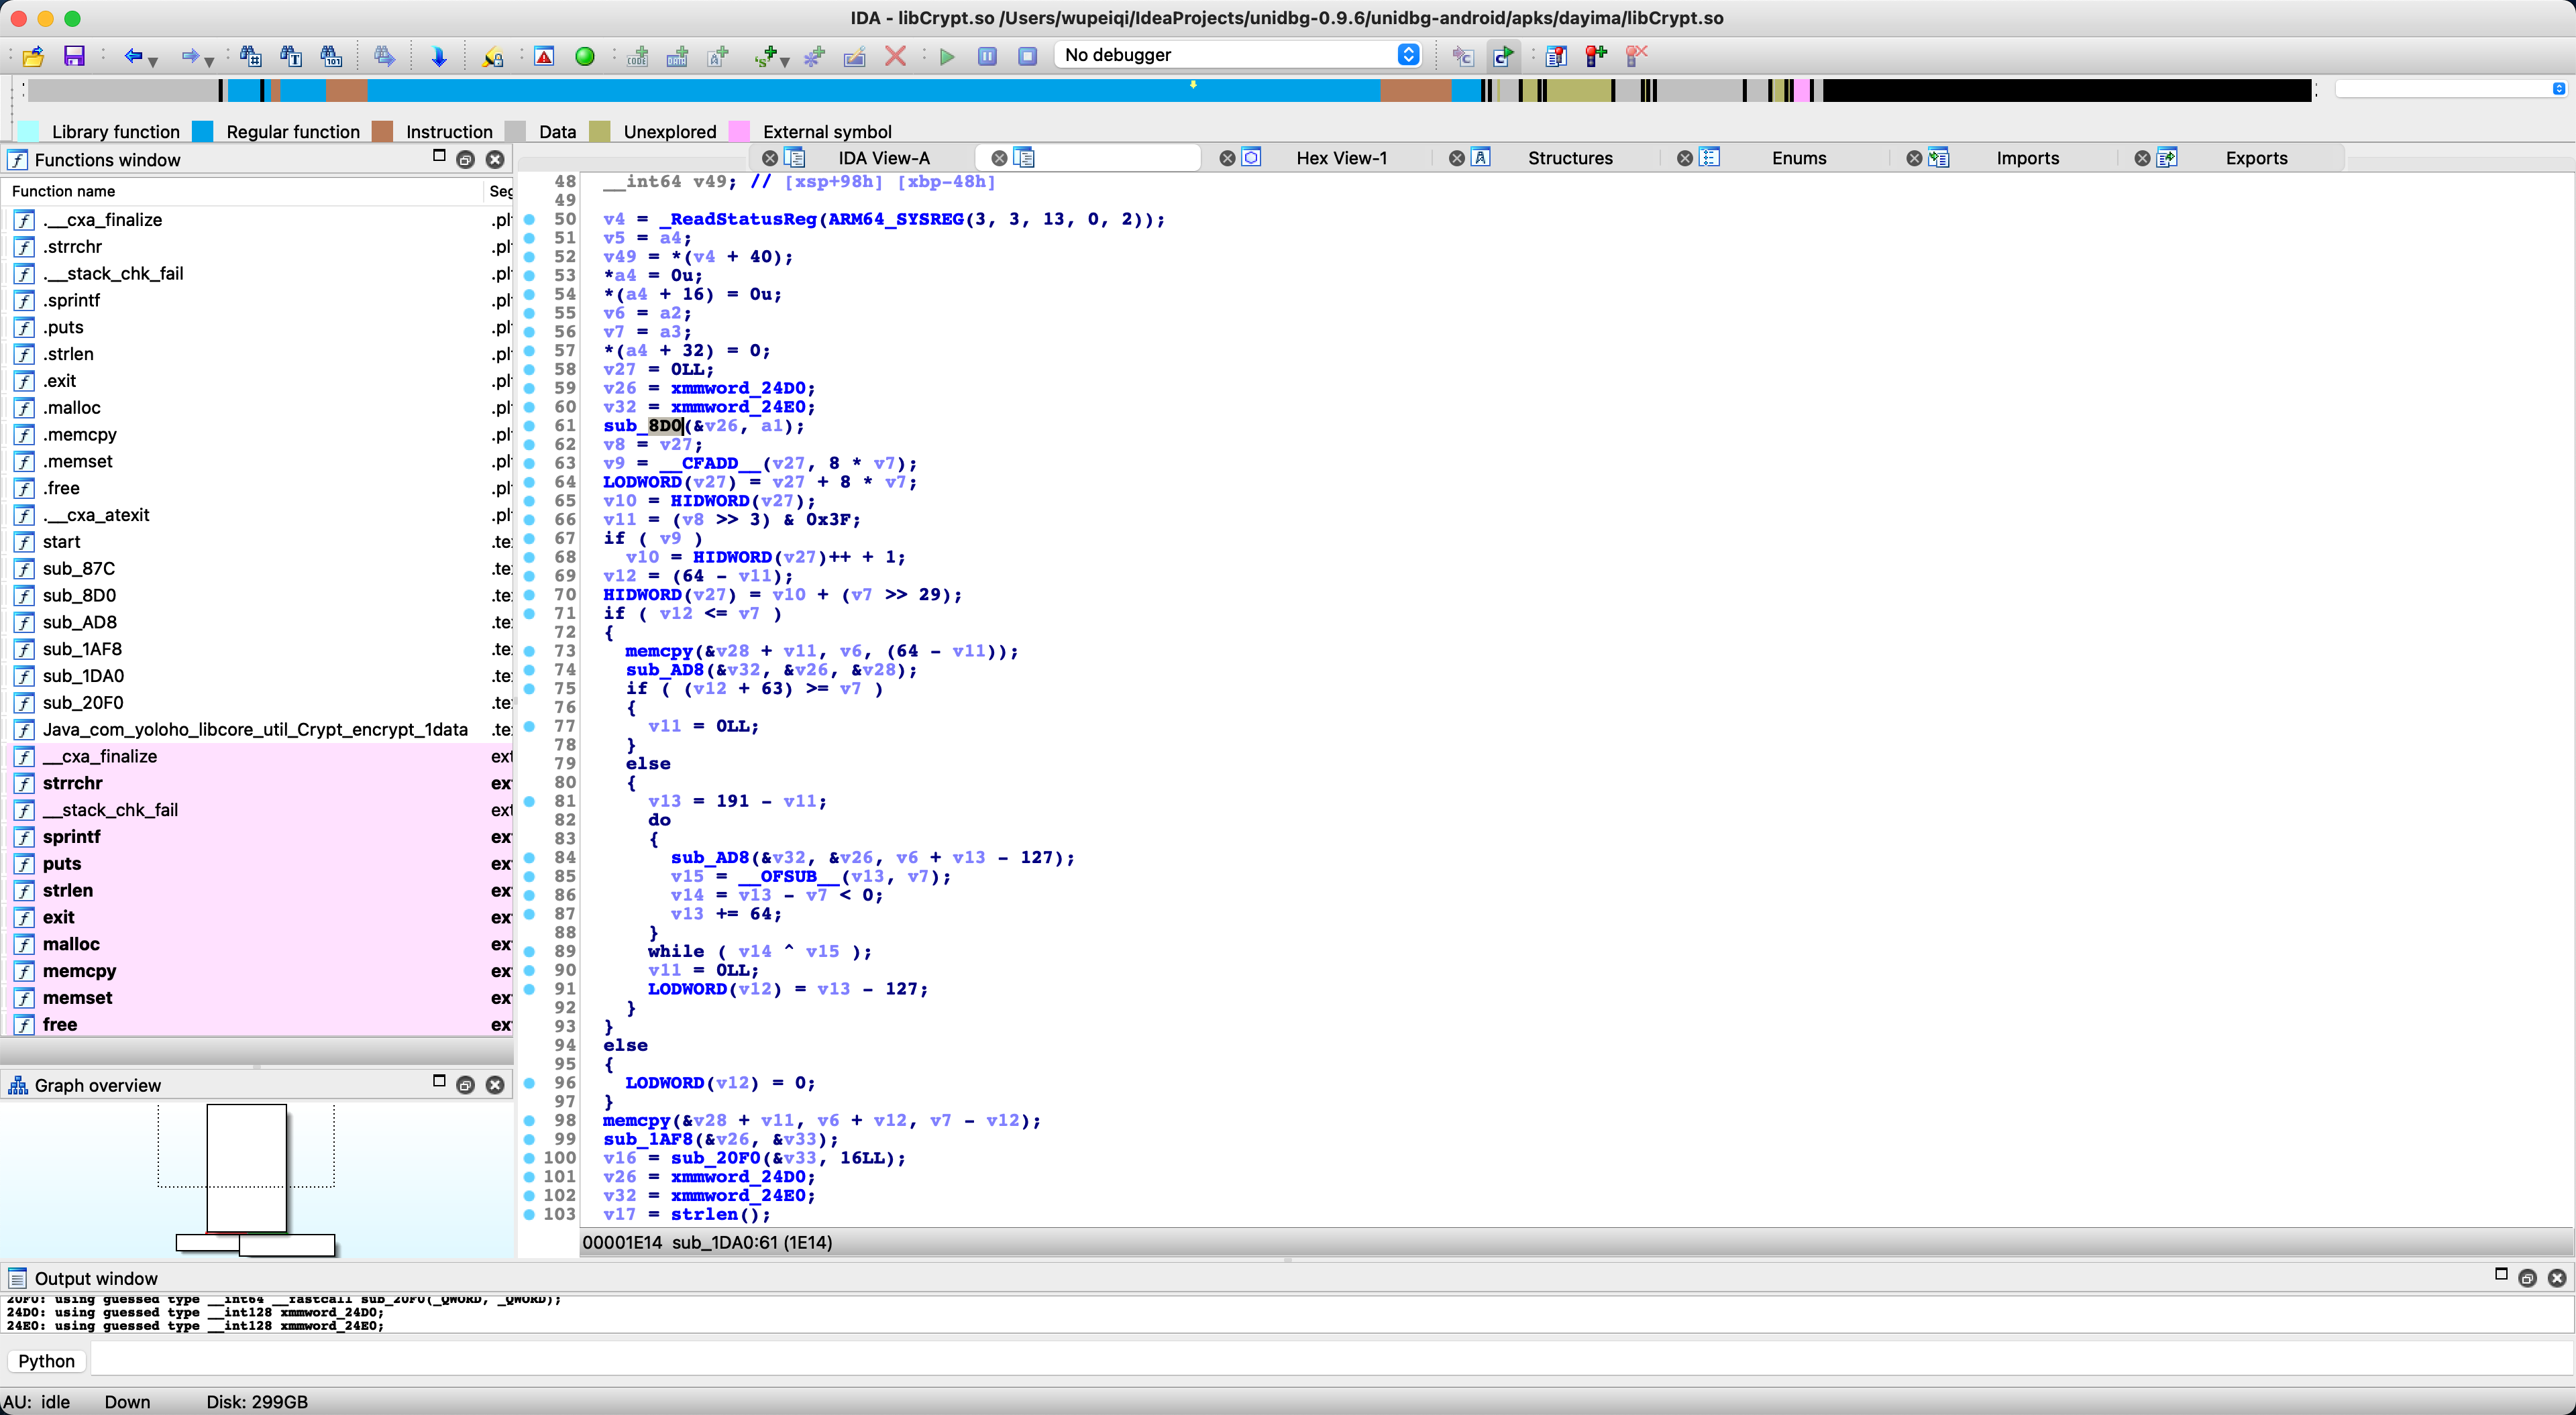 IDA - libCrypt.so /Users/wupeiqi/IdeaProjects/unidbg-0.9.6/unidbg-android/apks/dayima/libCrypt.so
No debugger
Library function Regular function Instruction Data Unexplored External symbol
Functions window
IDA View-A
Hex View-1
Structures
Enums
Imports
Exports
Function name Seg
.__cxa_finalize .pl
.strrchr .pl
.__stack_chk_fail .pl
.sprintf .pl
.puts .pl
.strlen .pl
.exit .pl
.malloc .pl
.memcpy .pl
.memset .pl
.free .pl
.__cxa_atexit .pl
start .te
sub_87C .te
sub_8D0 .te
sub_AD8 .te
sub_1AF8 .te
sub_1DA0 .te
sub_20F0 .te
Java_com_yoloho_libcore_util_Crypt_encrypt_1data .te
__cxa_finalize ext
strrchr ex
__stack_chk_fail ext
sprintf ex
puts ex
strlen ex
exit ex
malloc ex
memcpy ex
memset ex
free ex
48 __int64 v49; // [xsp+98h] [xbp-48h]
49
50 v4 = _ReadStatusReg(ARM64_SYSREG(3, 3, 13, 0, 2));
51 v5 = a4;
52 v49 = *(v4 + 40);
53 *a4 = 0u;
54 *(a4 + 16) = 0u;
55 v6 = a2;
56 v7 = a3;
57 *(a4 + 32) = 0;
58 v27 = 0LL;
59 v26 = xmmword_24D0;
60 v32 = xmmword_24E0;
61 sub_8D0(&v26, a1);
62 v8 = v27;
63 v9 = __CFADD__(v27, 8 * v7);
64 LODWORD(v27) = v27 + 8 * v7;
65 v10 = HIDWORD(v27);
66 v11 = (v8 >> 3) & 0x3F;
67 if ( v9 )
68 v10 = HIDWORD(v27)++ + 1;
69 v12 = (64 - v11);
70 HIDWORD(v27) = v10 + (v7 >> 29);
71 if ( v12 <= v7 )
72 {
73 memcpy(&v28 + v11, v6, (64 - v11));
74 sub_AD8(&v32, &v26, &v28);
75 if ( (v12 + 63) >= v7 )
76 {
77 v11 = 0LL;
78 }
79 else
80 {
81 v13 = 191 - v11;
82 do
83 {
84 sub_AD8(&v32, &v26, v6 + v13 - 127);
85 v15 = __OFSUB__(v13, v7);
86 v14 = v13 - v7 < 0;
87 v13 += 64;
88 }
89 while ( v14 ^ v15 );
90 v11 = 0LL;
91 LODWORD(v12) = v13 - 127;
92 }
93 }
94 else
95 {
96 LODWORD(v12) = 0;
97 }
98 memcpy(&v28 + v11, v6 + v12, v7 - v12);
99 sub_1AF8(&v26, &v33);
100 v16 = sub_20F0(&v33, 16LL);
101 v26 = xmmword_24D0;
102 v32 = xmmword_24E0;
103 v17 = strlen();
00001E14 sub_1DA0:61 (1E14)
Graph overview
Output window
20F0: using guessed type __int64 __fastcall sub_20F0(_QWORD, _QWORD);
24D0: using guessed type __int128 xmmword_24D0;
24E0: using guessed type __int128 xmmword_24E0;
Python
AU: idle Down Disk: 299GB